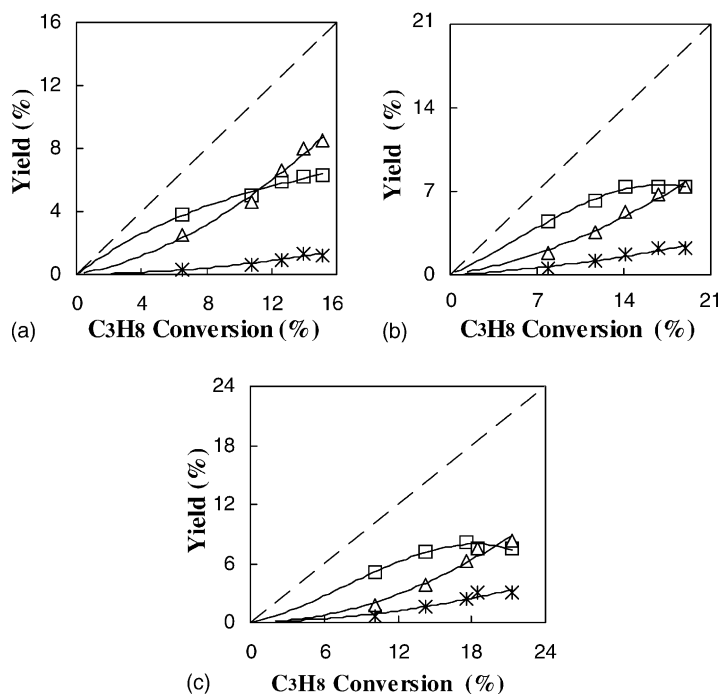 16
12
8
4
0
Yield (%)
0 4 8 12 16
(a) C3H8 Conversion (%)
21
14
7
0
Yield (%)
0 7 14 21
(b) C3H8 Conversion (%)
24
18
12
6
0
Yield (%)
0 6 12 18 24
(c) C3H8 Conversion (%)